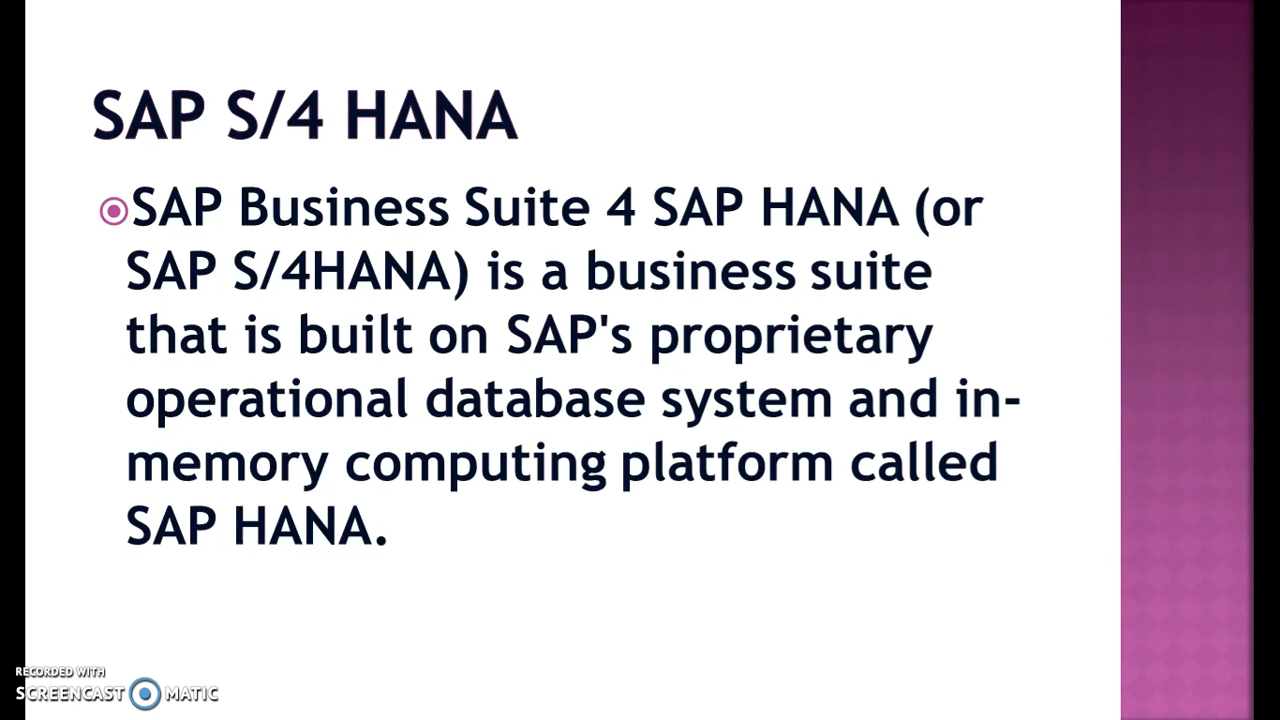 SAP S/4 HANA
SAP Business Suite 4 SAP HANA (or
SAP S/4HANA) is a business suite
that is built on SAP's proprietary
operational database system and in-
memory computing platform called
SAP HANA.
RECORDED WITH
SCREENCAST MATIC